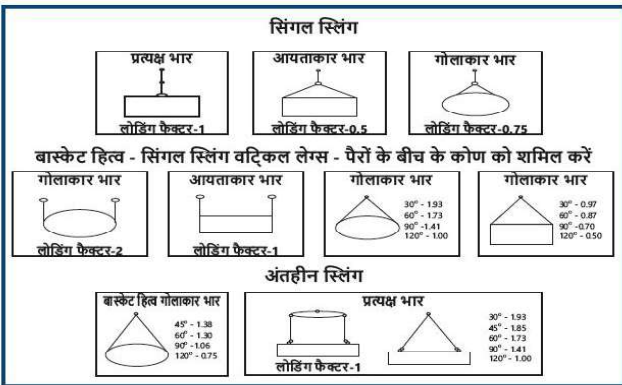 सिंगल स्लिंग
प्रत्यक्ष भार
लोडिंग फैक्टर-1
आयताकार भार
लोडिंग फैक्टर-0.5
गोलाकार भार
लोडिंग फैक्टर-0.75
बास्केट हित्व - सिंगल स्लिंग वट्किल लेग्स - पैरों के बीच के कोण को शमिल करें
गोलाकार भार
लोडिंग फैक्टर-2
आयताकार भार
लोडिंग फैक्टर-1
गोलाकार भार
30° - 1.93
60° - 1.73
90° -1.41
120° - 1.00
गोलाकार भार
30° - 0.97
60° - 0.87
90° -0.70
120° - 0.50
अंतहीन स्लिंग
बास्केट हित्व गोलाकार भार
45° - 1.38
60° - 1.30
90° -1.06
120° - 0.75
प्रत्यक्ष भार
लोडिंग फैक्टर-1
30° - 1.93
45° - 1.85
60° - 1.73
90° - 1.41
120° - 1.00